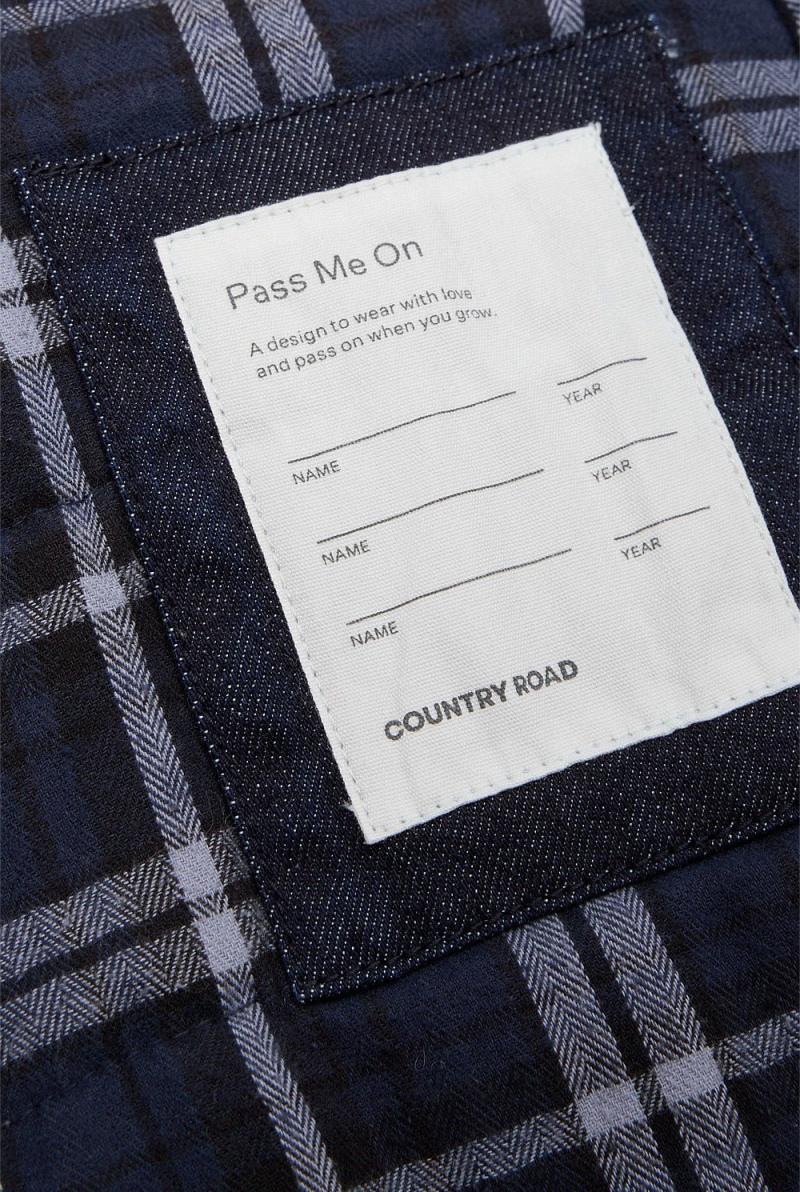 Pass Me On
A design to wear with love
and pass on when you grow.
NAME YEAR
NAME YEAR
NAME YEAR
COUNTRY ROAD